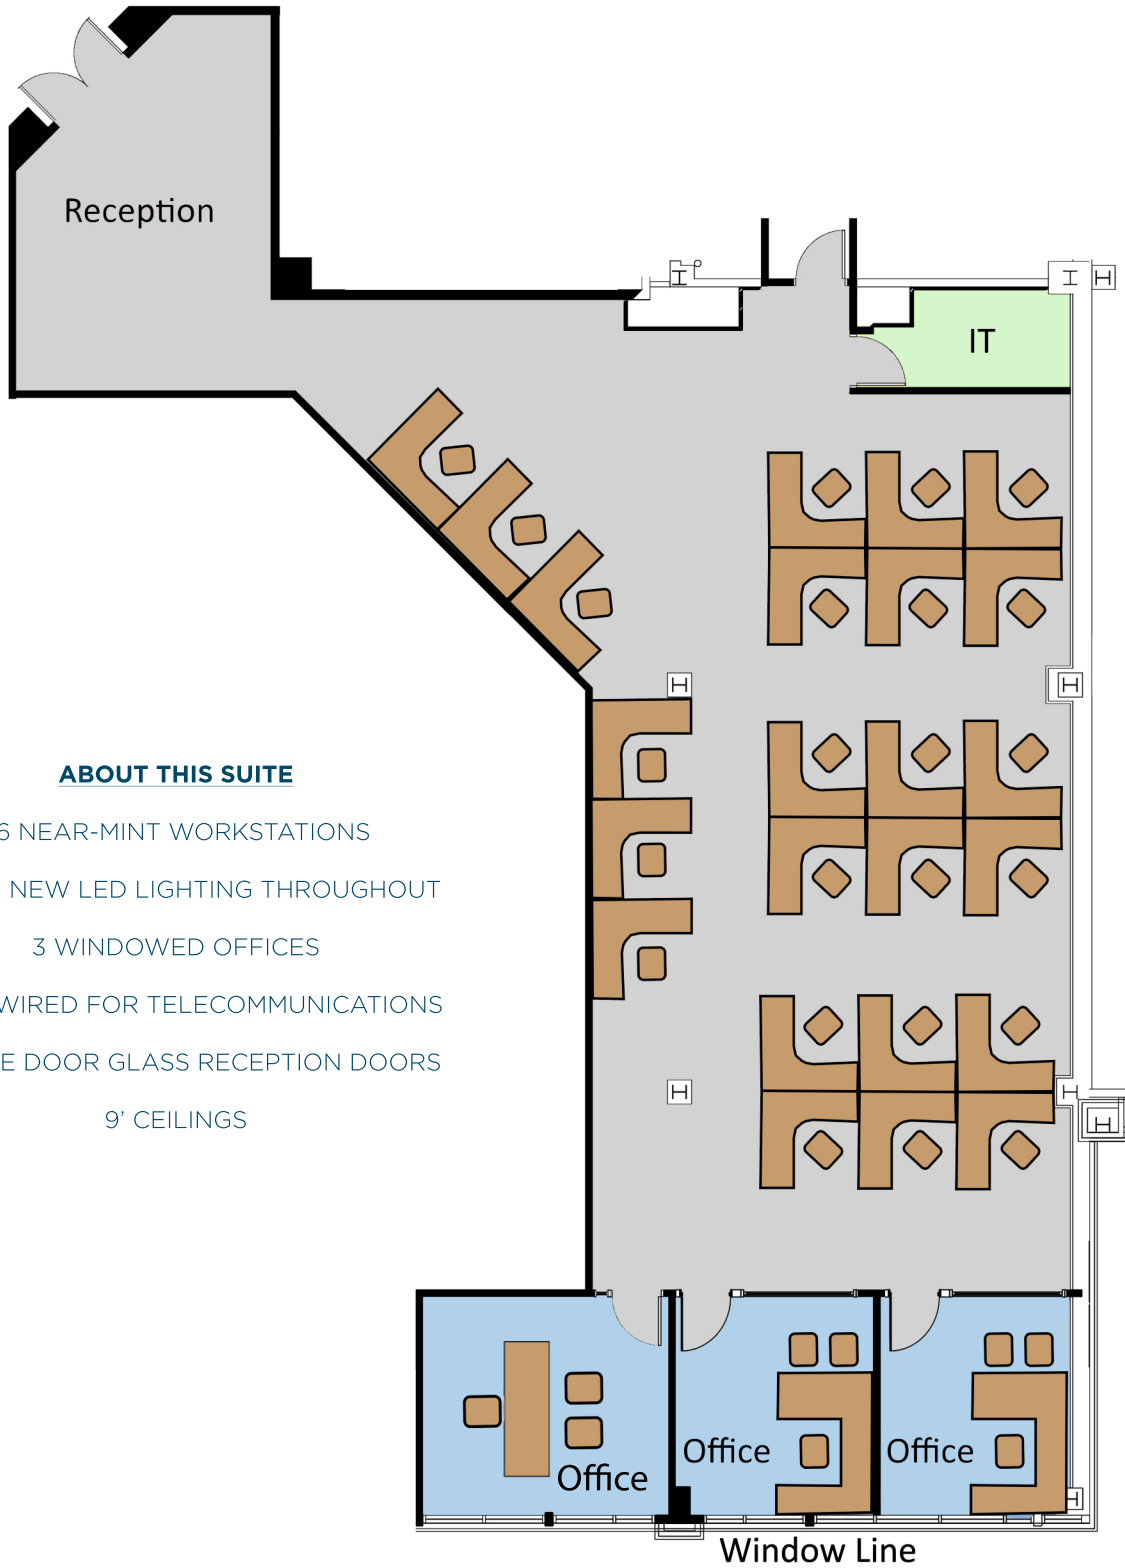 Reception
IT
ABOUT THIS SUITE
6 NEAR-MINT WORKSTATIONS
NEW LED LIGHTING THROUGHOUT
3 WINDOWED OFFICES
WIRED FOR TELECOMMUNICATIONS
DOOR GLASS RECEPTION DOORS
9' CEILINGS
Office
Office
Office
Window Line